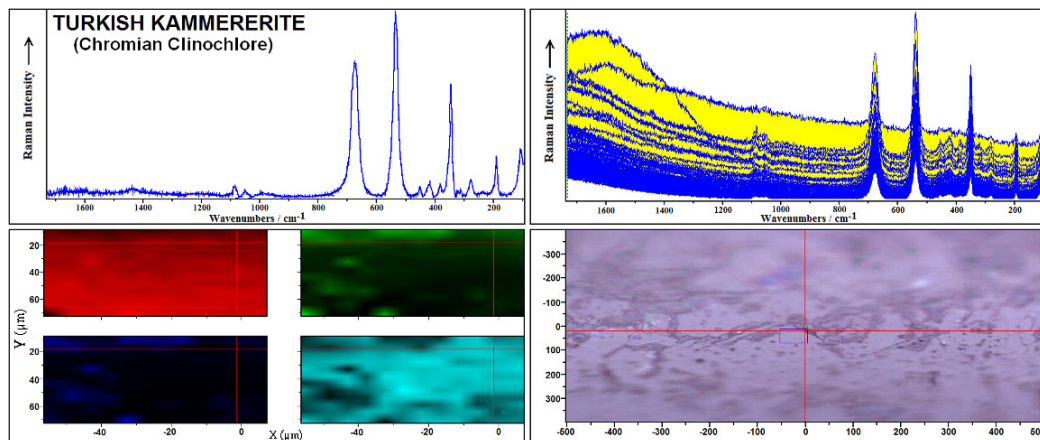 TURKISH KAMMERERITE
(Chromian Clinochlore)
Raman Intensity
1600 1400 1200 1000 800 600 400 200
Wavenumbers / cm-1
Raman Intensity
1600 1400 1200 1000 800 600 400 200
Wavenumbers / cm-1
20
40
60
20
40
60
Y (µm)
-40 -20 0
X (µm)
-40 -20 0
-300
-200
-100
0
100
200
300
-500 -400 -300 -200 -100 0 100 200 300 400 500